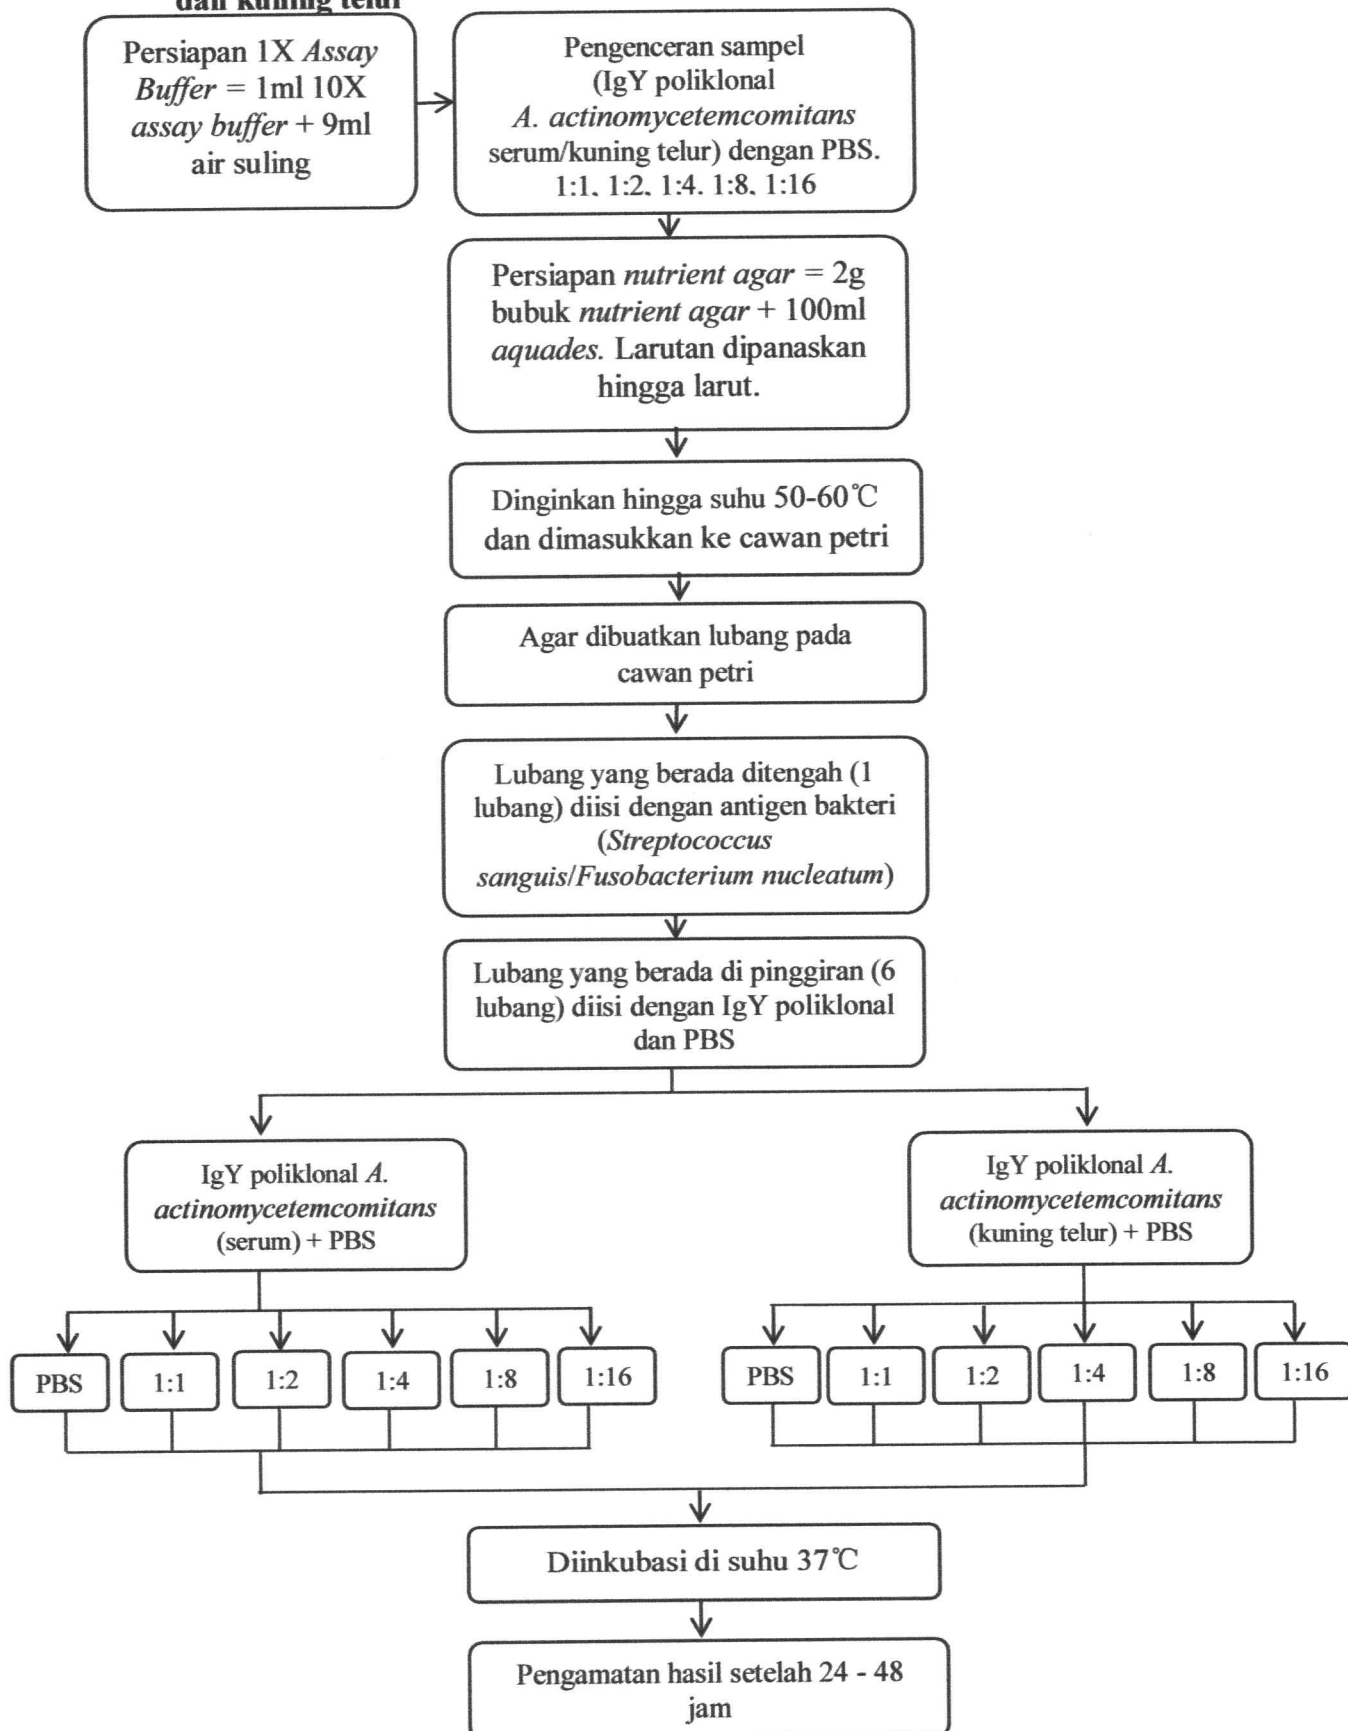 dan kuning telur
Persiapan 1X Assay
Buffer = 1ml 10X
assay buffer + 9ml
air suling
Pengenceran sampel
(IgY poliklonal
A. actinomycetemcomitans
serum/kuning telur) dengan PBS.
1:1. 1:2. 1:4. 1:8. 1:16
Persiapan nutrient agar = 2g
bubuk nutrient agar + 100ml
aquades. Larutan dipanaskan
hingga larut.
Dinginkan hingga suhu 50-60℃
dan dimasukkan ke cawan petri
Agar dibuatkan lubang pada
cawan petri
Lubang yang berada ditengah (1
lubang) diisi dengan antigen bakteri
(Streptococcus
sanguis/Fusobacterium nucleatum)
Lubang yang berada di pinggiran (6
lubang) diisi dengan IgY poliklonal
dan PBS
IgY poliklonal A.
actinomycetemcomitans
(serum) + PBS
IgY poliklonal A.
actinomycetemcomitans
(kuning telur) + PBS
PBS
1:1
1:2
1:4
1:8
1:16
PBS
1:1
1:2
1:4
1:8
1:16
Diinkubasi di suhu 37℃
Pengamatan hasil setelah 24 - 48
jam